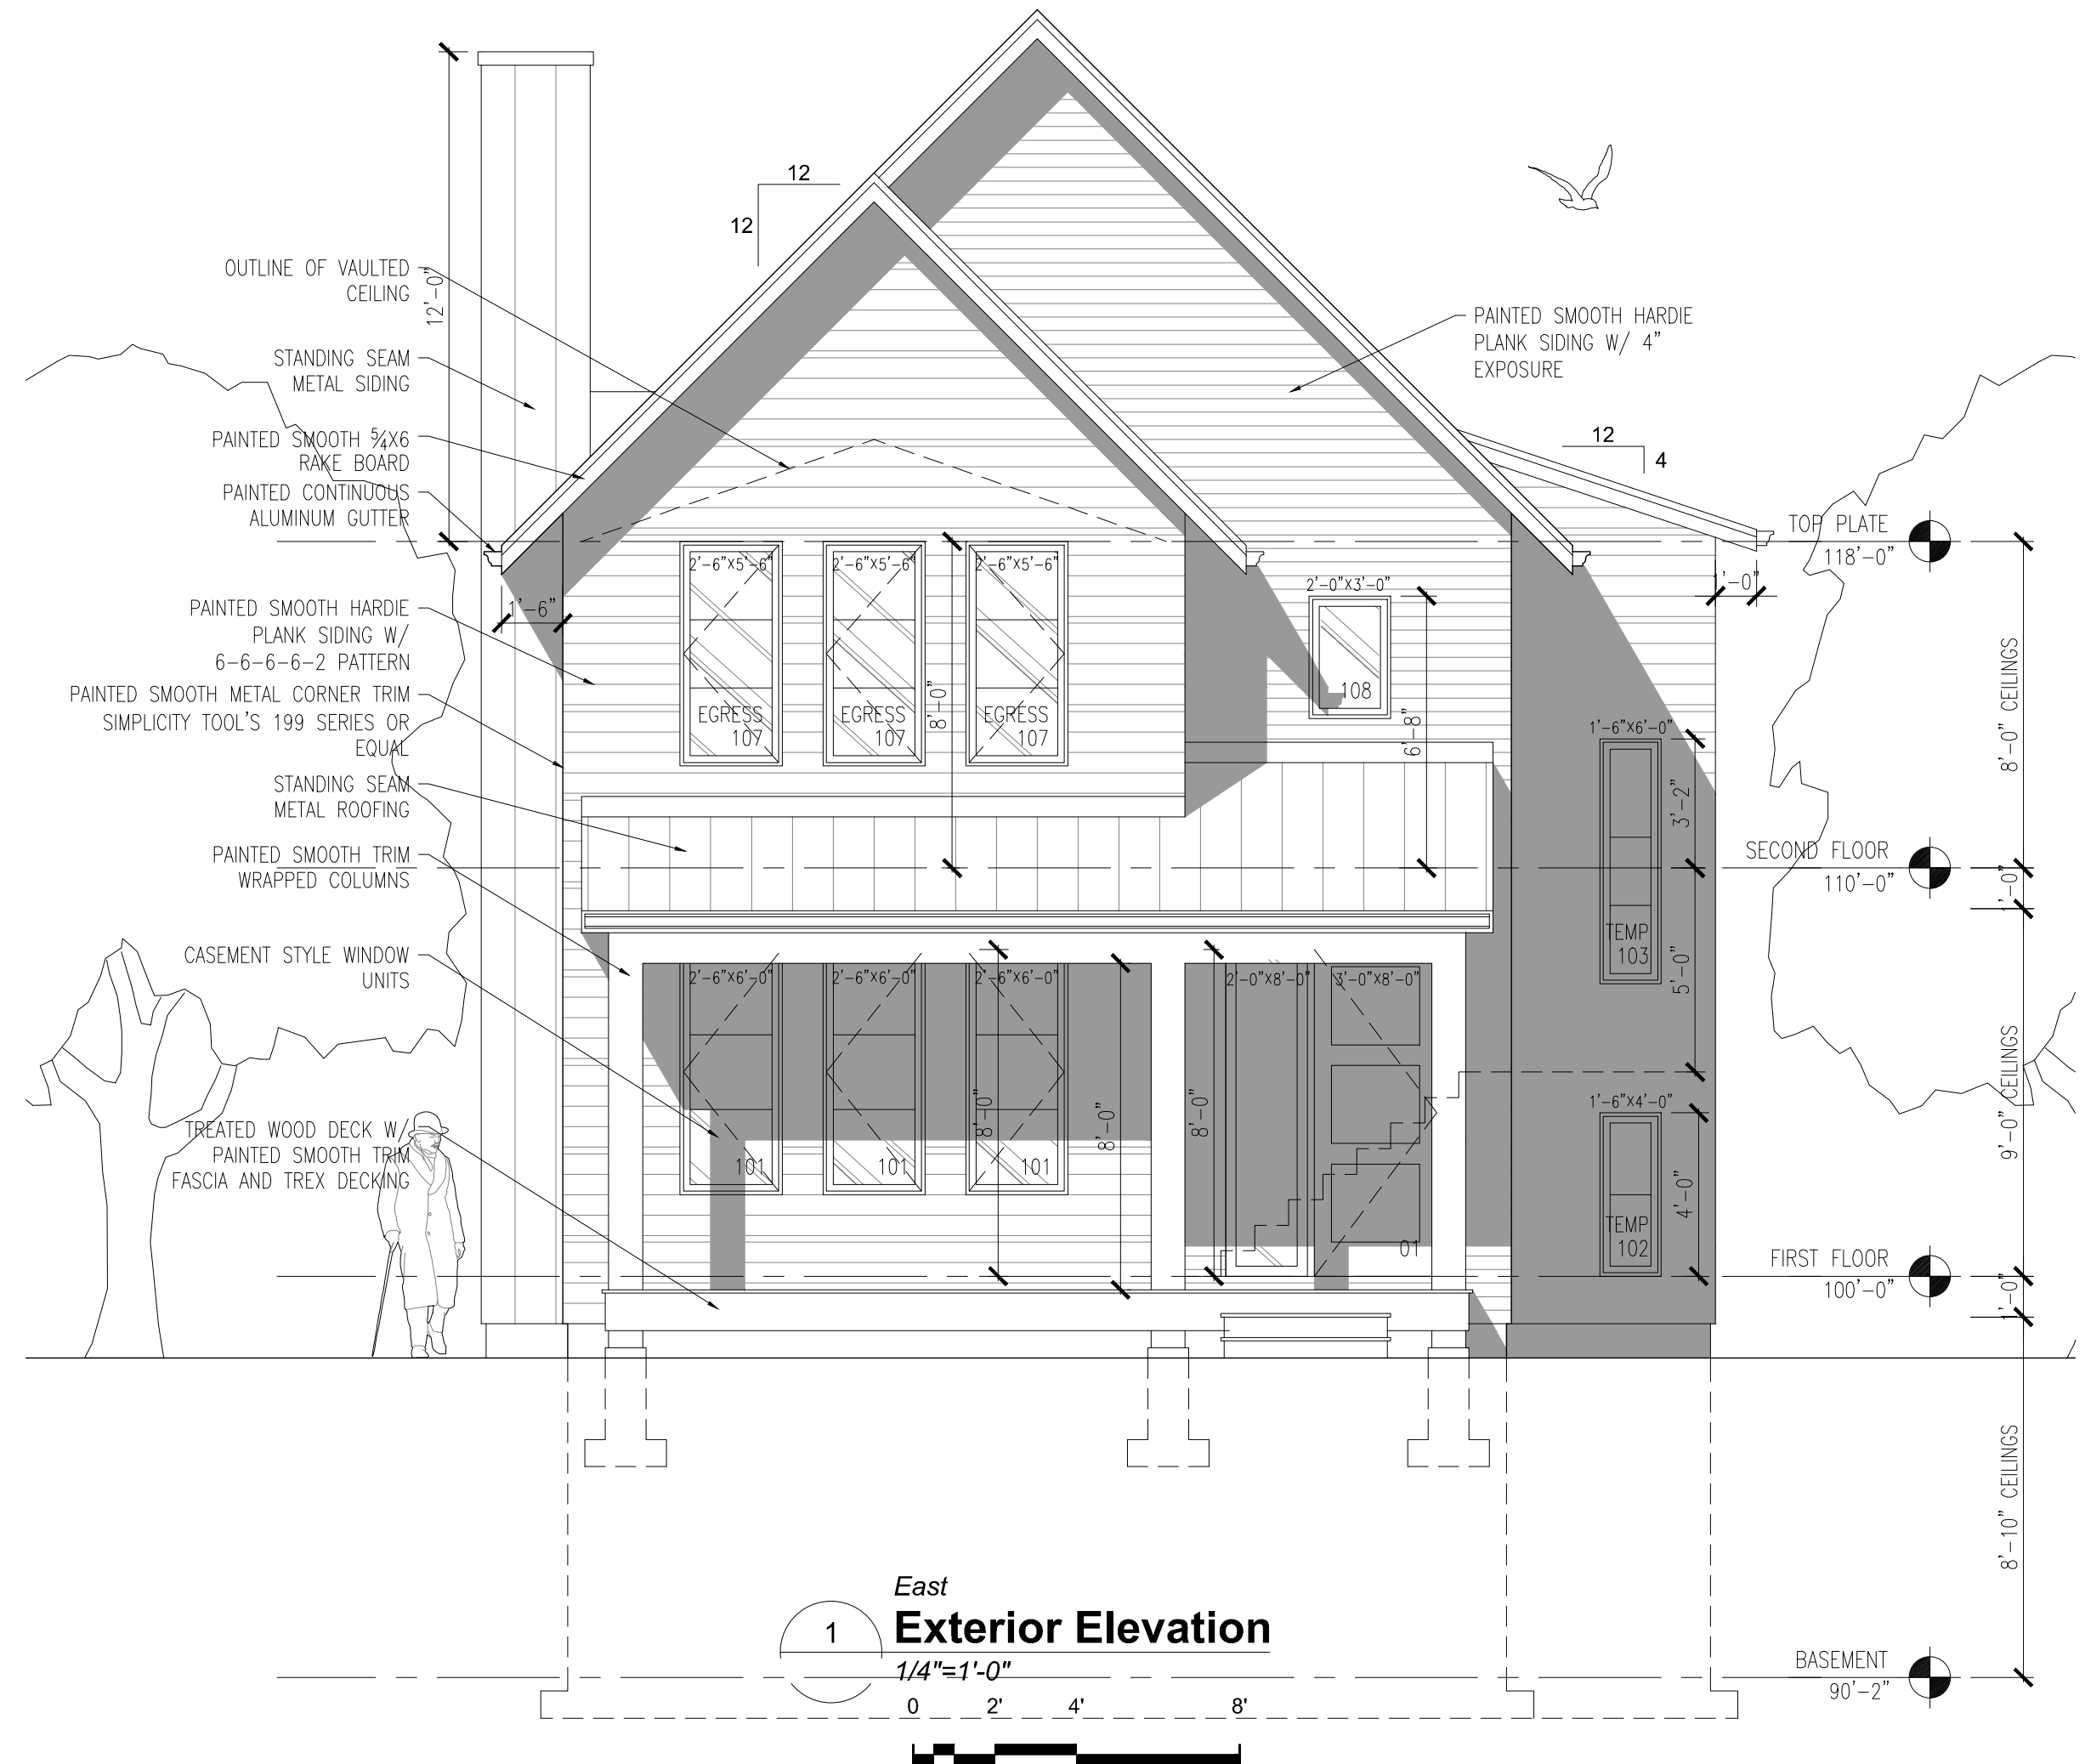 12
12
OUTLINE OF VAULTED
CEILING
12'-0"
STANDING SEAM
METAL SIDING
PAINTED SMOOTH 5/4X6
RAKE BOARD
PAINTED CONTINUOUS
ALUMINUM GUTTER
PAINTED SMOOTH HARDIE
PLANK SIDING W/
6-6-6-6-2 PATTERN
PAINTED SMOOTH METAL CORNER TRIM
SIMPLICITY TOOL'S 199 SERIES OR
EQUAL
STANDING SEAM
METAL ROOFING
PAINTED SMOOTH TRIM
WRAPPED COLUMNS
CASEMENT STYLE WINDOW
UNITS
TREATED WOOD DECK W/
PAINTED SMOOTH TRIM
FASCIA AND TREX DECKING
PAINTED SMOOTH HARDIE
PLANK SIDING W/ 4"
EXPOSURE
12
4
1'-6"
2'-6"X5'-6"
2'-6"X5'-6"
2'-6"X5'-6"
EGRESS
107
EGRESS
107
EGRESS
107
8'-0"
2'-0"X3'-0"
108
6'-8"
1'-0"
1'-6"X6'-0"
3'-2"
TEMP
103
5'-0"
2'-6"X6'-0"
2'-6"X6'-0"
2'-6"X6'-0"
101
101
101
8'-0"
8'-0"
8'-0"
2'-0"X8'-0"
3'-0"X8'-0"
01
1'-6"X4'-0"
TEMP
102
4'-0"
TOP PLATE
118'-0"
8'-0" CEILINGS
SECOND FLOOR
110'-0"
1'-0"
9'-0" CEILINGS
FIRST FLOOR
100'-0"
1'-0"
8'-10" CEILINGS
BASEMENT
90'-2"
1
East
Exterior Elevation
1/4"=1'-0"
0 2' 4' 8'